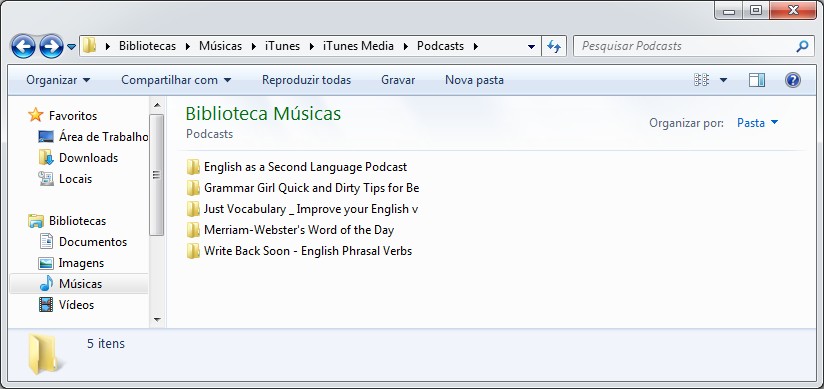 Bibliotecas Músicas iTunes iTunes Media Podcasts Pesquisar Podcasts
Organizar Compartilhar com Reproduzir todas Gravar Nova pasta
Favoritos
Área de Trabalho
Downloads
Locais
Bibliotecas
Documentos
Imagens
Músicas
Vídeos
Biblioteca Músicas
Podcasts
Organizar por: Pasta
English as a Second Language Podcast
Grammar Girl Quick and Dirty Tips for Be
Just Vocabulary _ Improve your English v
Merriam-Webster's Word of the Day
Write Back Soon - English Phrasal Verbs
5 itens